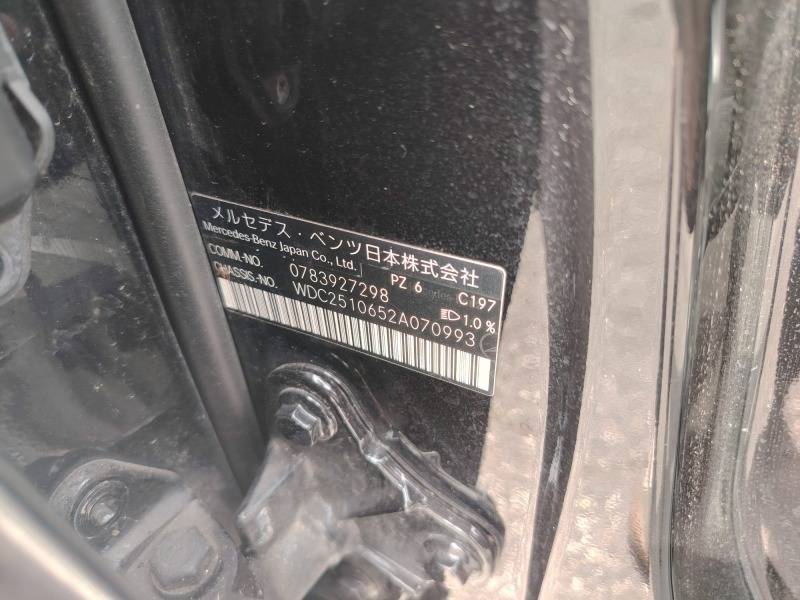 メルセデス・ベンツ日本株式会社
Mercedes-Benz Japan Co., Ltd.
COMM-NO. 0783927298 PZ 6 C197
1.0 %
CHASSIS-NO. WDC2510652A070993